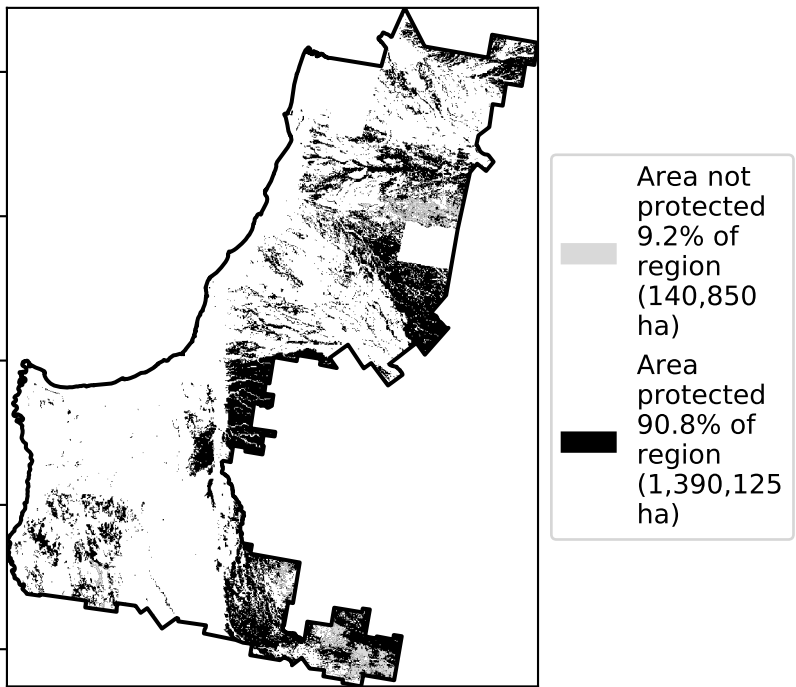 Area not
protected
9.2% of
region
(140,850
ha)
Area
protected
90.8% of
region
(1,390,125
ha)